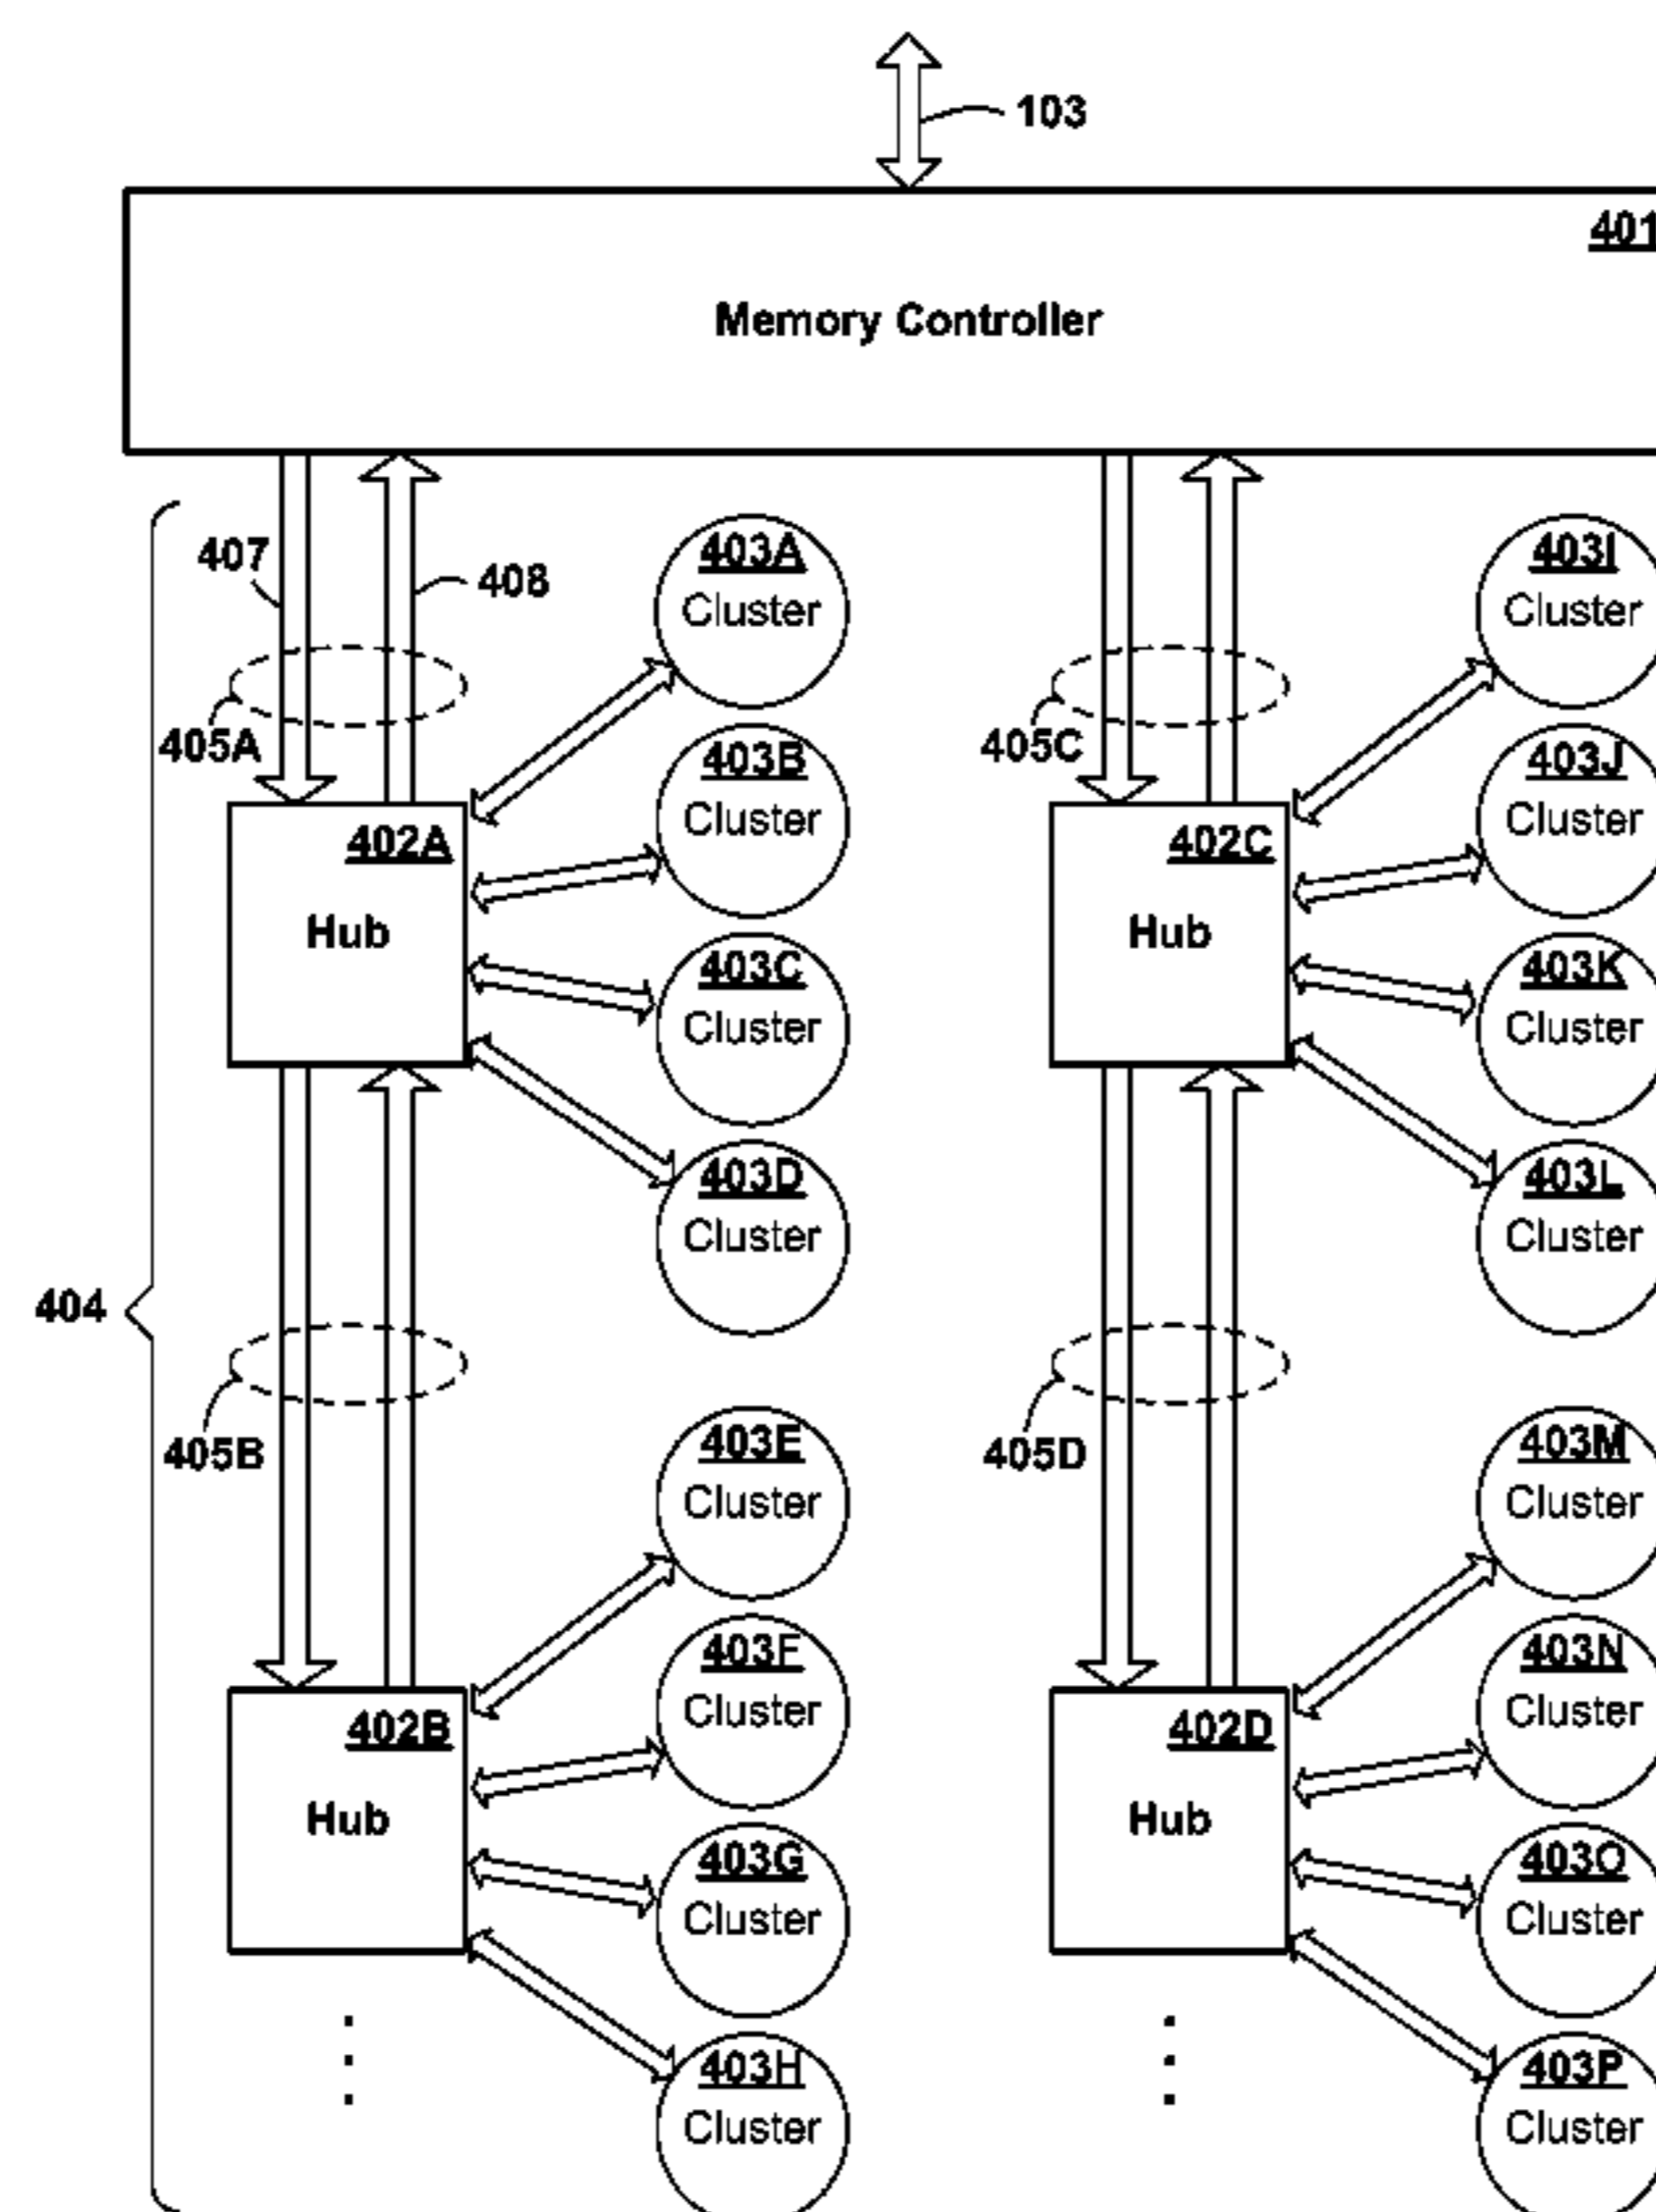 103
401
Memory Controller
407
408
403A
Cluster
403I
Cluster
405A
405C
403B
Cluster
403J
Cluster
402A
Hub
402C
Hub
403C
Cluster
403K
Cluster
403D
Cluster
403L
Cluster
404
405B
405D
403E
Cluster
403M
Cluster
403F
Cluster
403N
Cluster
402B
Hub
402D
Hub
403G
Cluster
403O
Cluster
403H
Cluster
403P
Cluster